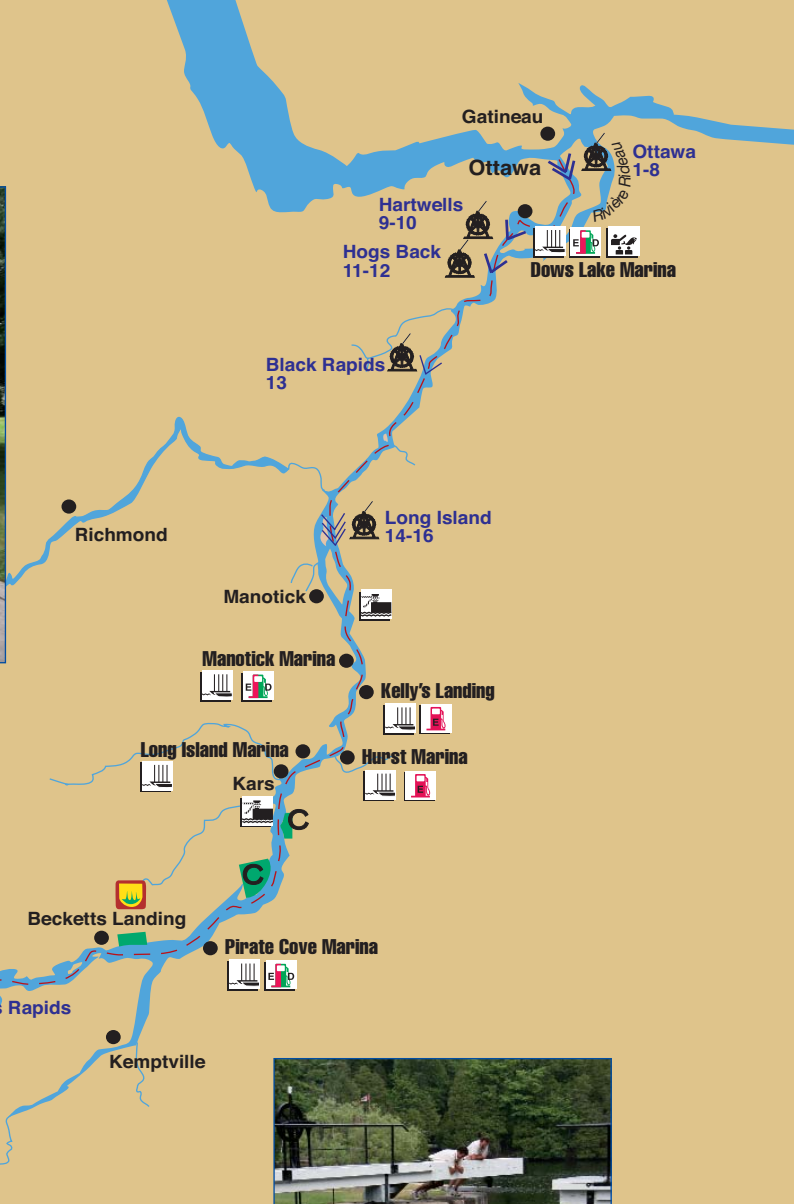 Gatineau
Ottawa
Ottawa
1-8
Rivière Rideau
Hartwells
9-10
Hogs Back
11-12
E D
Dows Lake Marina
Black Rapids
13
Richmond
Long Island
14-16
Manotick
Manotick Marina
E D
Kelly's Landing
E
Long Island Marina
Hurst Marina
E
Kars
C
C
Becketts Landing
Pirate Cove Marina
E D
s Rapids
Kemptville